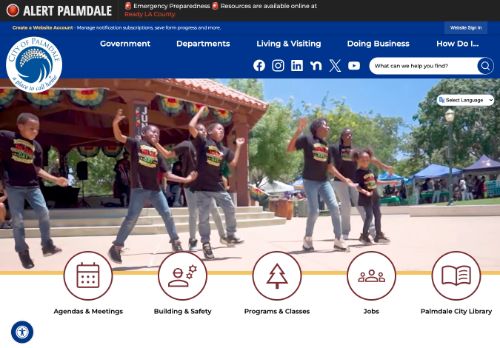 ALERT PALMDALE
🚨 Emergency Preparedness 🚨 Resources are available online at
Ready LA County.
Create a Website Account - Manage notification subscriptions, save form progress and more.
Website Sign In
CITY OF PALMDALE
a place to call home
Government
Departments
Living & Visiting
Doing Business
How Do I...
What can we help you find?
Select Language
Agendas & Meetings
Building & Safety
Programs & Classes
Jobs
Palmdale City Library